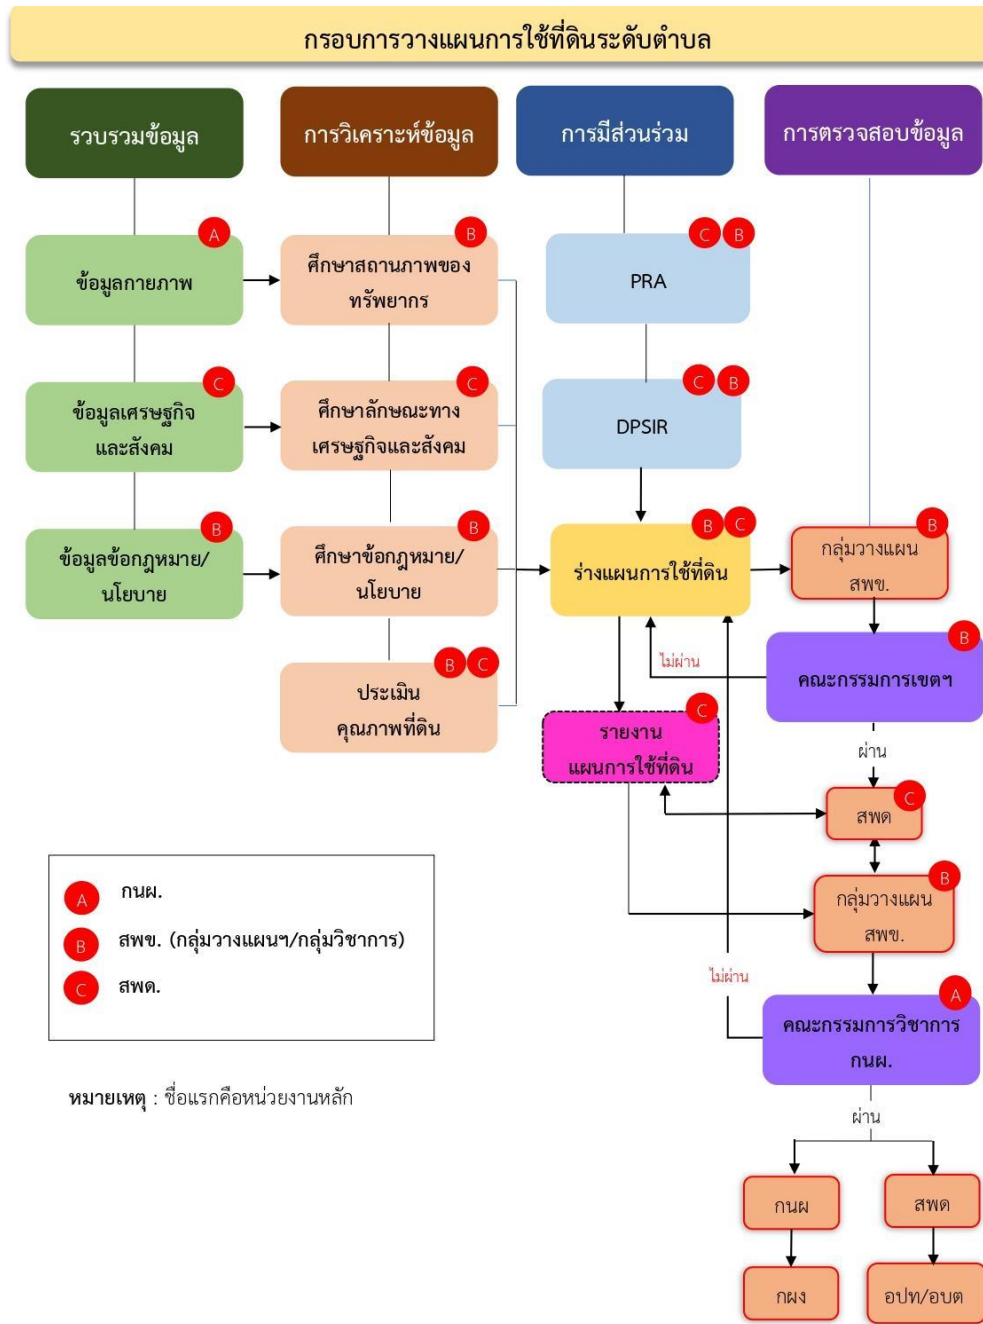 กรอบการวางแผนการใช้ที่ดินระดับตำบล
รวบรวมข้อมูล
การวิเคราะห์ข้อมูล
การมีส่วนร่วม
การตรวจสอบข้อมูล
A
ข้อมูลกายภาพ
B
ศึกษาสถานภาพของ
ทรัพยากร
C B
PRA
C
ข้อมูลเศรษฐกิจ
และสังคม
C
ศึกษาลักษณะทาง
เศรษฐกิจและสังคม
C B
DPSIR
B
ข้อมูลข้อกฎหมาย/
นโยบาย
B
ศึกษาข้อกฎหมาย/
นโยบาย
B C
ร่างแผนการใช้ที่ดิน
B
กลุ่มวางแผน
สพข.
B C
ประเมิน
คุณภาพที่ดิน
ไม่ผ่าน
B
คณะกรรมการเขตฯ
C
รายงาน
แผนการใช้ที่ดิน
ผ่าน
C
สพด
B
กลุ่มวางแผน
สพข.
ไม่ผ่าน
A
คณะกรรมการวิชาการ
กนผ.
ผ่าน
กนผ
สพด
กผง
อปท/อบต
A กนผ.
B สพข. (กลุ่มวางแผนฯ/กลุ่มวิชาการ)
C สพด.
หมายเหตุ : ชื่อแรกคือหน่วยงานหลัก